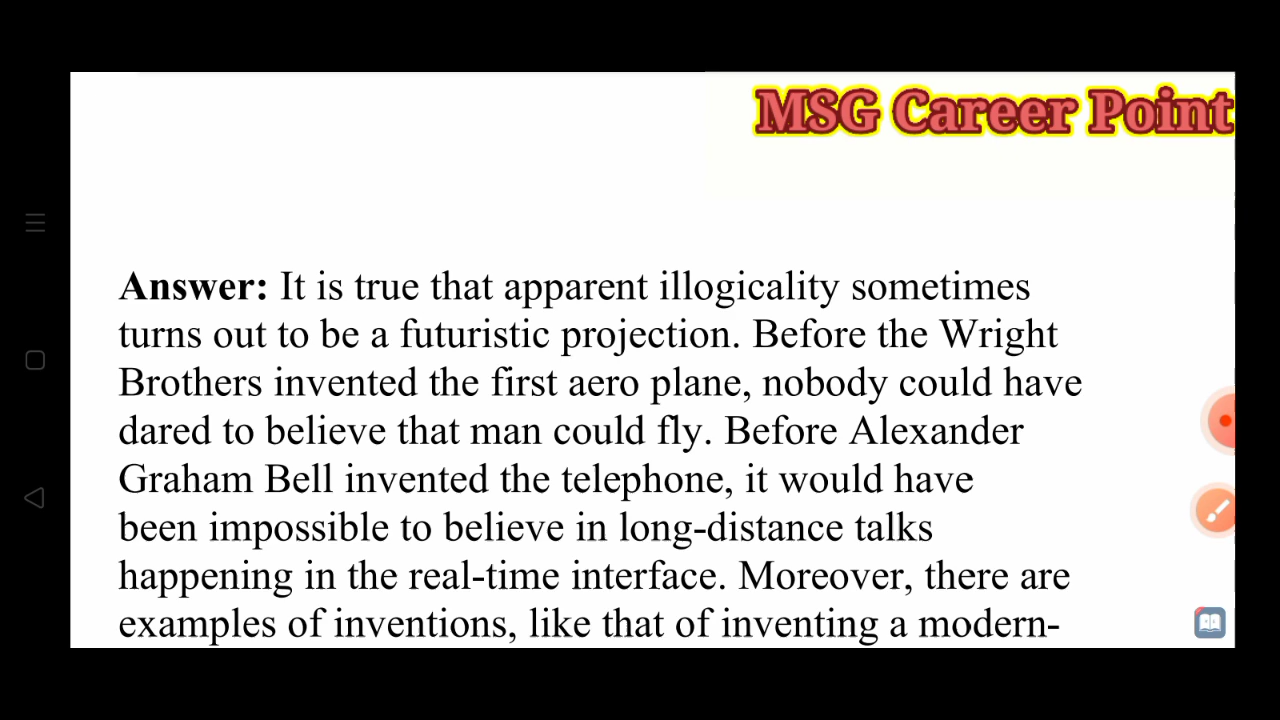 MSG Career Point
Answer: It is true that apparent illogicality sometimes
turns out to be a futuristic projection. Before the Wright
Brothers invented the first aero plane, nobody could have
dared to believe that man could fly. Before Alexander
Graham Bell invented the telephone, it would have
been impossible to believe in long-distance talks
happening in the real-time interface. Moreover, there are
examples of inventions, like that of inventing a modern-